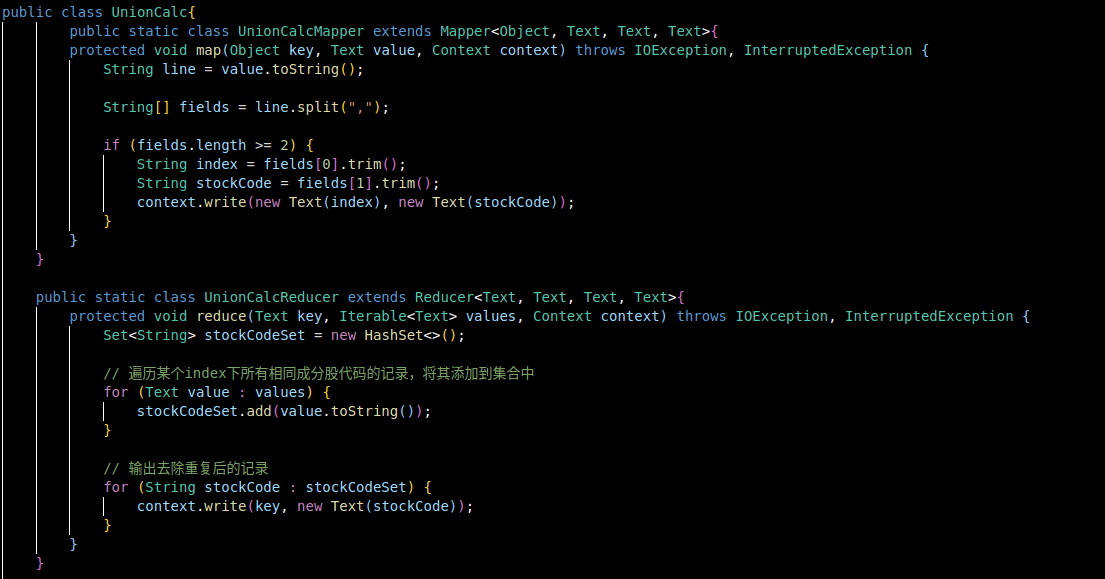 public class UnionCalc{
public static class UnionCalcMapper extends Mapper<Object, Text, Text, Text>{
protected void map(Object key, Text value, Context context) throws IOException, InterruptedException {
String line = value.toString();
String[] fields = line.split(",");
if (fields.length >= 2) {
String index = fields[0].trim();
String stockCode = fields[1].trim();
context.write(new Text(index), new Text(stockCode));
}
}
}
public static class UnionCalcReducer extends Reducer<Text, Text, Text, Text>{
protected void reduce(Text key, Iterable<Text> values, Context context) throws IOException, InterruptedException {
Set<String> stockCodeSet = new HashSet<>();
// 遍历某个index下所有相同成分股代码的记录，将其添加到集合中
for (Text value : values) {
stockCodeSet.add(value.toString());
}
// 输出去除重复后的记录
for (String stockCode : stockCodeSet) {
context.write(key, new Text(stockCode));
}
}
}